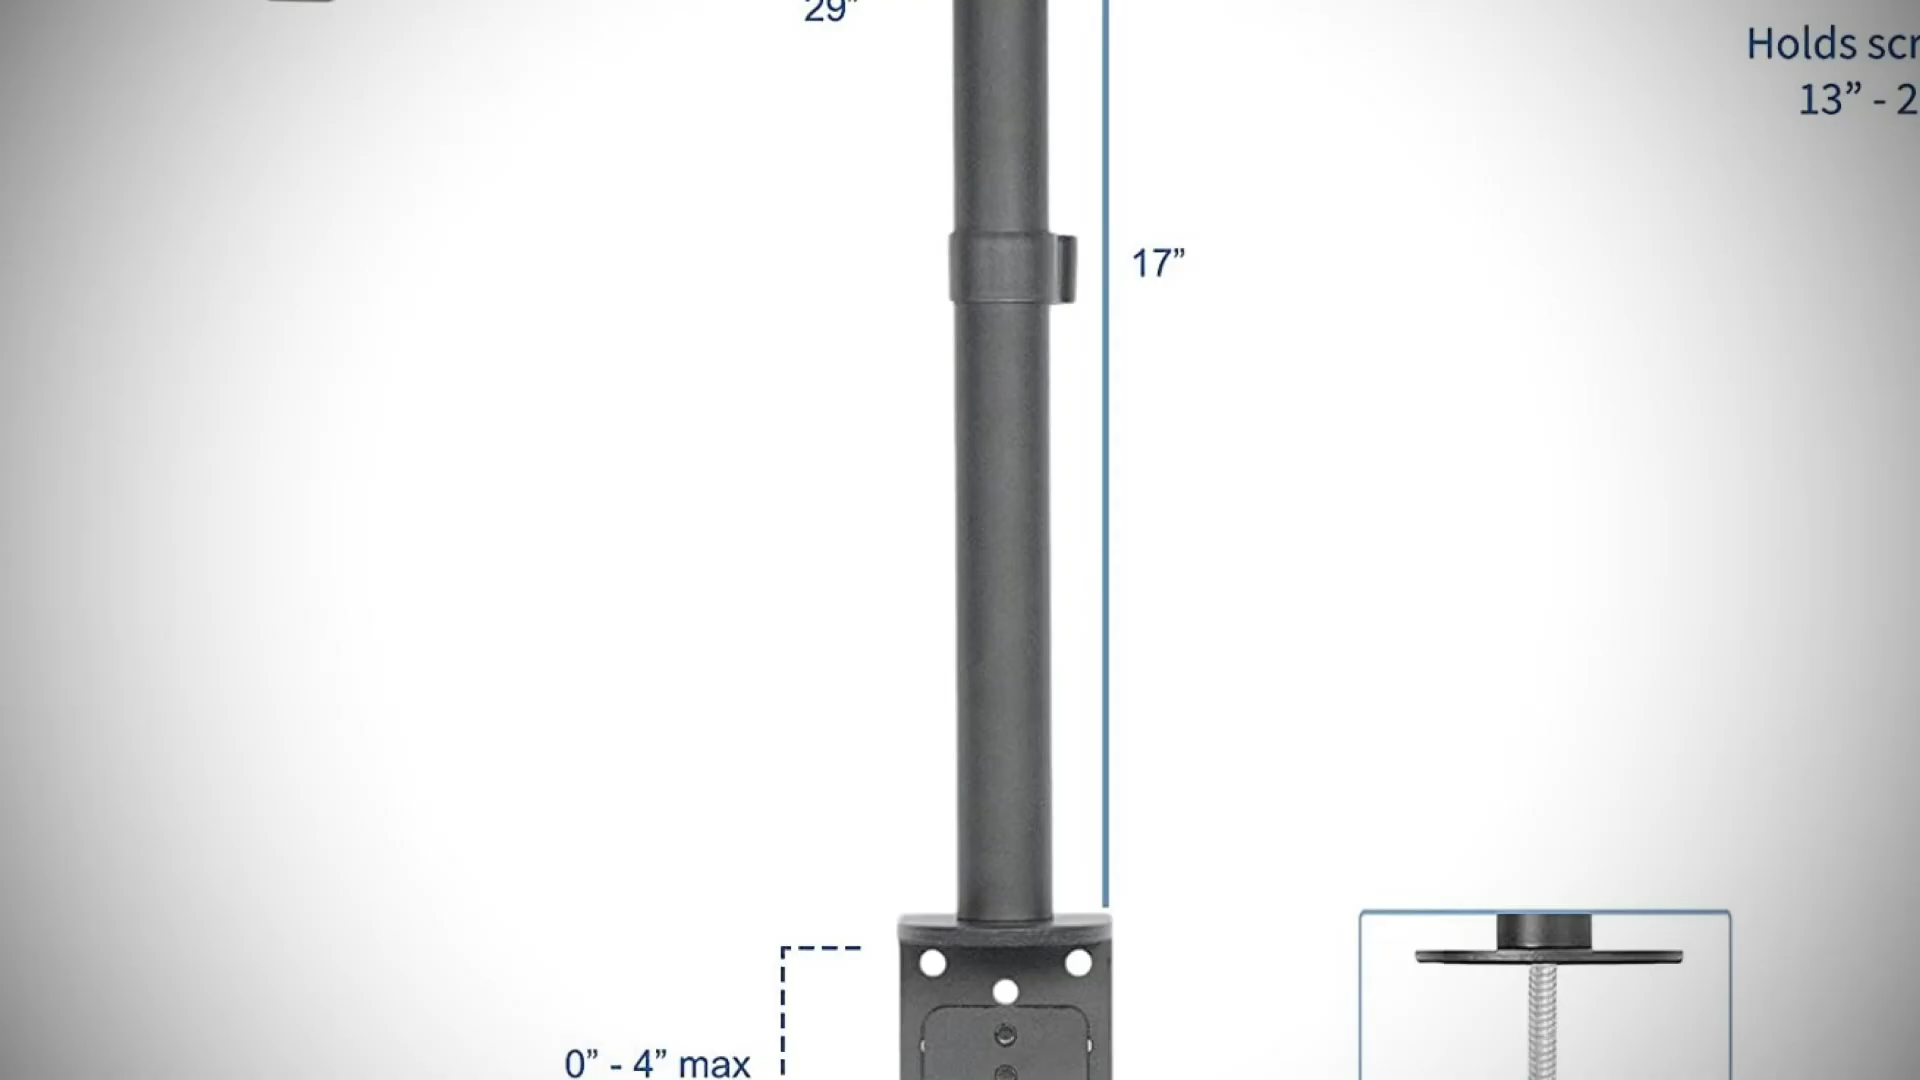 29”
Holds scr
13” - 2
17”
0” - 4” max